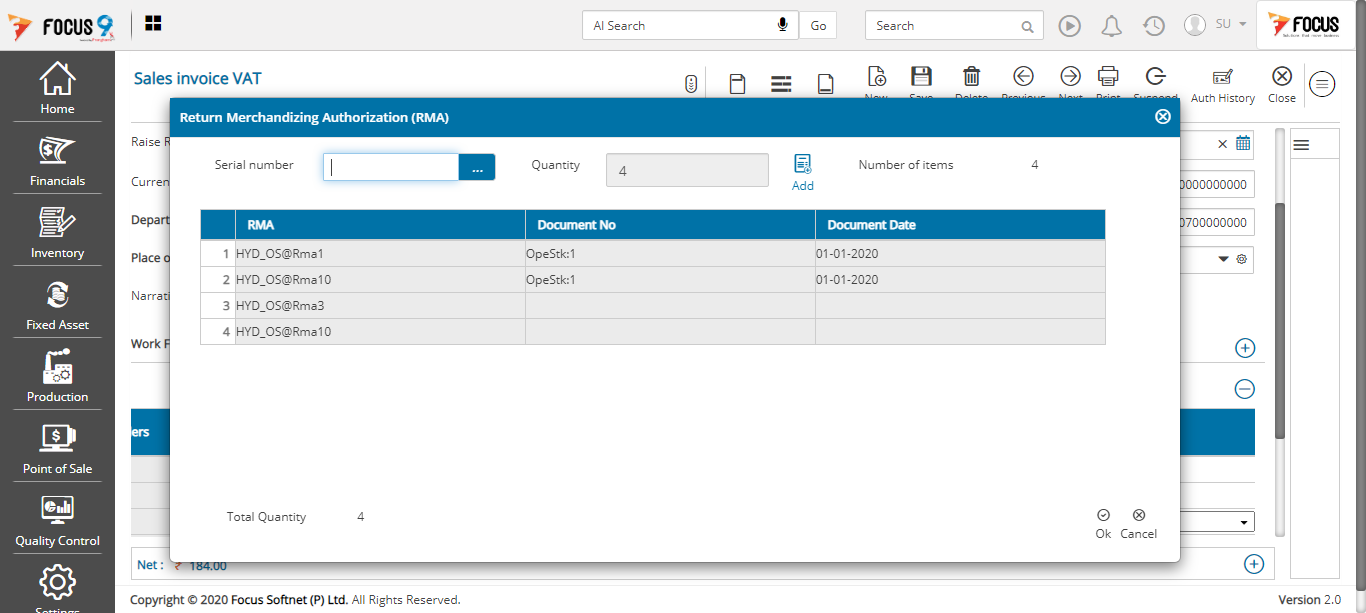 FOCUS 9
AI Search
Go
Search
SU
FOCUS
Home
Financials
Inventory
Fixed Asset
Production
Point of Sale
Quality Control
Settings
Sales invoice VAT
New
Save
Delete
Previous
Next
Print
Suspend
Auth History
Close
Raise R
Curren
Depart
Place o
Narrati
Work F
0000000000
0700000000
ers
Return Merchandizing Authorization (RMA)
Serial number
...
Quantity
4
Add
Number of items
4
RMA Document No Document Date
1 HYD_OS@Rma1 OpeStk:1 01-01-2020
2 HYD_OS@Rma10 OpeStk:1 01-01-2020
3 HYD_OS@Rma3
4 HYD_OS@Rma10
Total Quantity 4
Ok
Cancel
Net : ₹ 184.00
Copyright © 2020 Focus Softnet (P) Ltd. All Rights Reserved.
Version 2.0